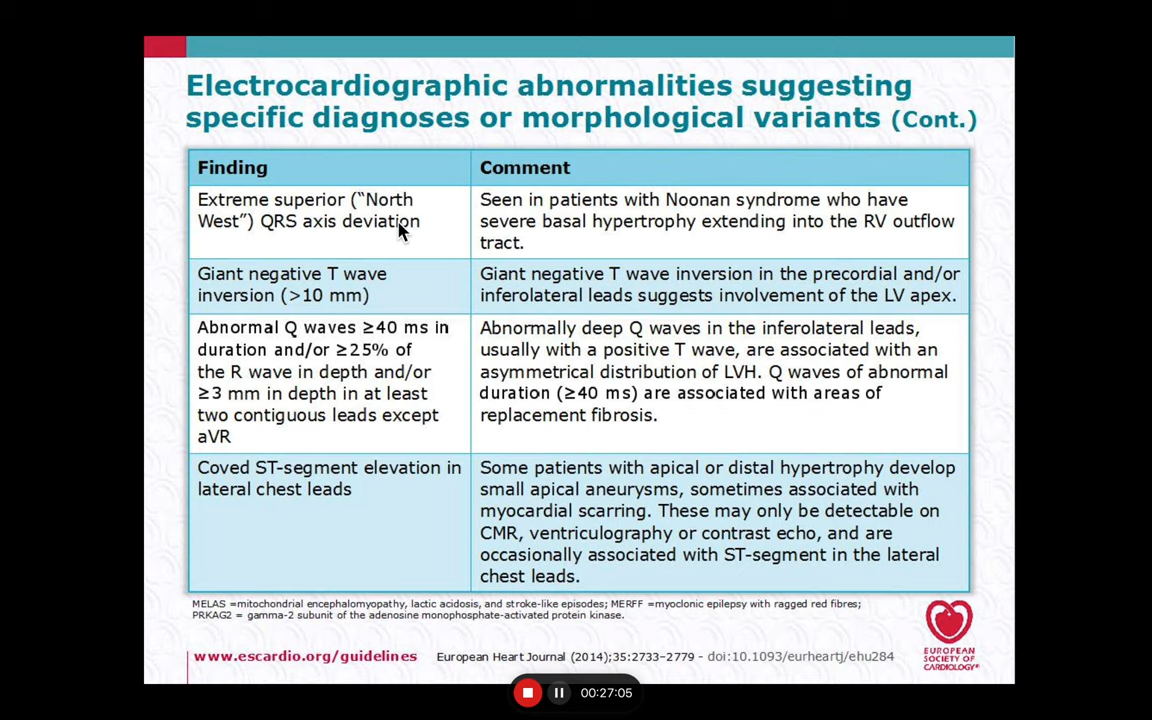 Electrocardiographic abnormalities suggesting
specific diagnoses or morphological variants (Cont.)
Finding
Comment
Extreme superior (“North
West”) QRS axis deviation
Seen in patients with Noonan syndrome who have
severe basal hypertrophy extending into the RV outflow
tract.
Giant negative T wave
inversion (>10 mm)
Giant negative T wave inversion in the precordial and/or
inferolateral leads suggests involvement of the LV apex.
Abnormal Q waves ≥40 ms in
duration and/or ≥25% of
the R wave in depth and/or
≥3 mm in depth in at least
two contiguous leads except
aVR
Abnormally deep Q waves in the inferolateral leads,
usually with a positive T wave, are associated with an
asymmetrical distribution of LVH. Q waves of abnormal
duration (≥40 ms) are associated with areas of
replacement fibrosis.
Coved ST-segment elevation in
lateral chest leads
Some patients with apical or distal hypertrophy develop
small apical aneurysms, sometimes associated with
myocardial scarring. These may only be detectable on
CMR, ventriculography or contrast echo, and are
occasionally associated with ST-segment in the lateral
chest leads.
MELAS =mitochondrial encephalomyopathy, lactic acidosis, and stroke-like episodes; MERFF =myoclonic epilepsy with ragged red fibres;
PRKAG2 = gamma-2 subunit of the adenosine monophosphate-activated protein kinase.
www.escardio.org/guidelines
European Heart Journal (2014);35:2733–2779 - doi:10.1093/eurheartj/ehu284
EUROPEAN
SOCIETY OF
CARDIOLOGY®
00:27:05